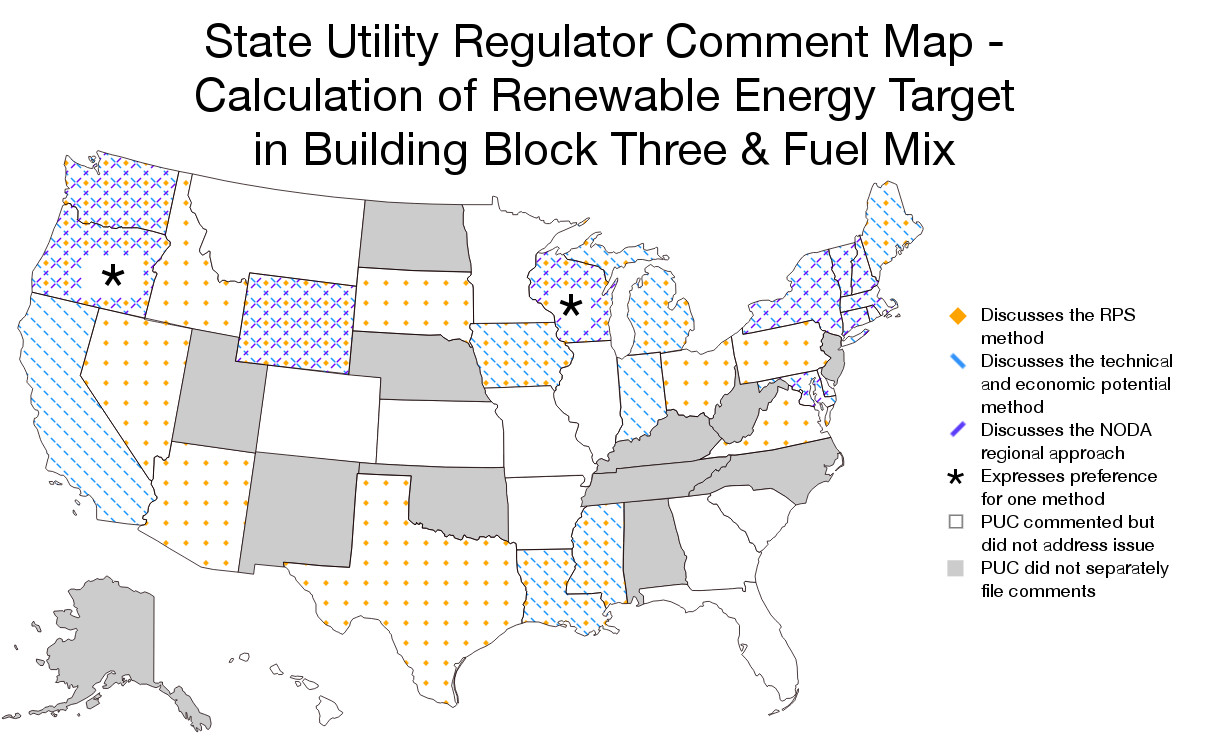 State Utility Regulator Comment Map -
Calculation of Renewable Energy Target
in Building Block Three & Fuel Mix
*
*
Discusses the RPS
method
Discusses the technical
and economic potential
method
Discusses the NODA
regional approach
* Expresses preference
for one method
PUC commented but
did not address issue
PUC did not separately
file comments